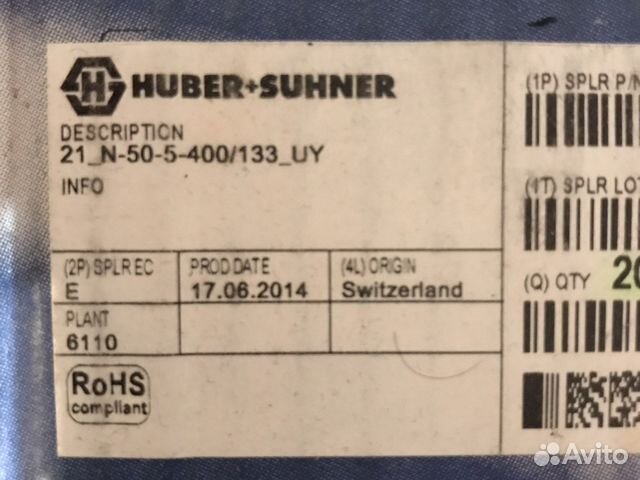 HUBER+SUHNER
DESCRIPTION
21_N-50-5-400/133_UY
INFO
(2P) SPLR EC
E
PROD DATE
17.06.2014
(4L) ORIGIN
Switzerland
PLANT
6110
RoHS
compliant
(1P) SPLR P/N
(1T) SPLR LOT
(Q) QTY 20
Avito